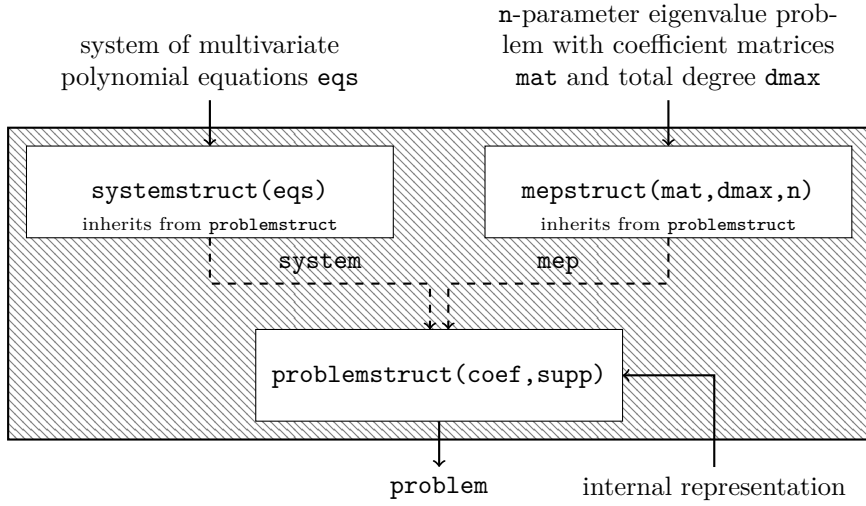 system of multivariate
polynomial equations eqs
n-parameter eigenvalue prob-
lem with coefficient matrices
mat and total degree dmax
systemstruct(eqs)
inherits from problemstruct
mepstruct(mat,dmax,n)
inherits from problemstruct
system
mep
problemstruct(coef,supp)
problem
internal representation